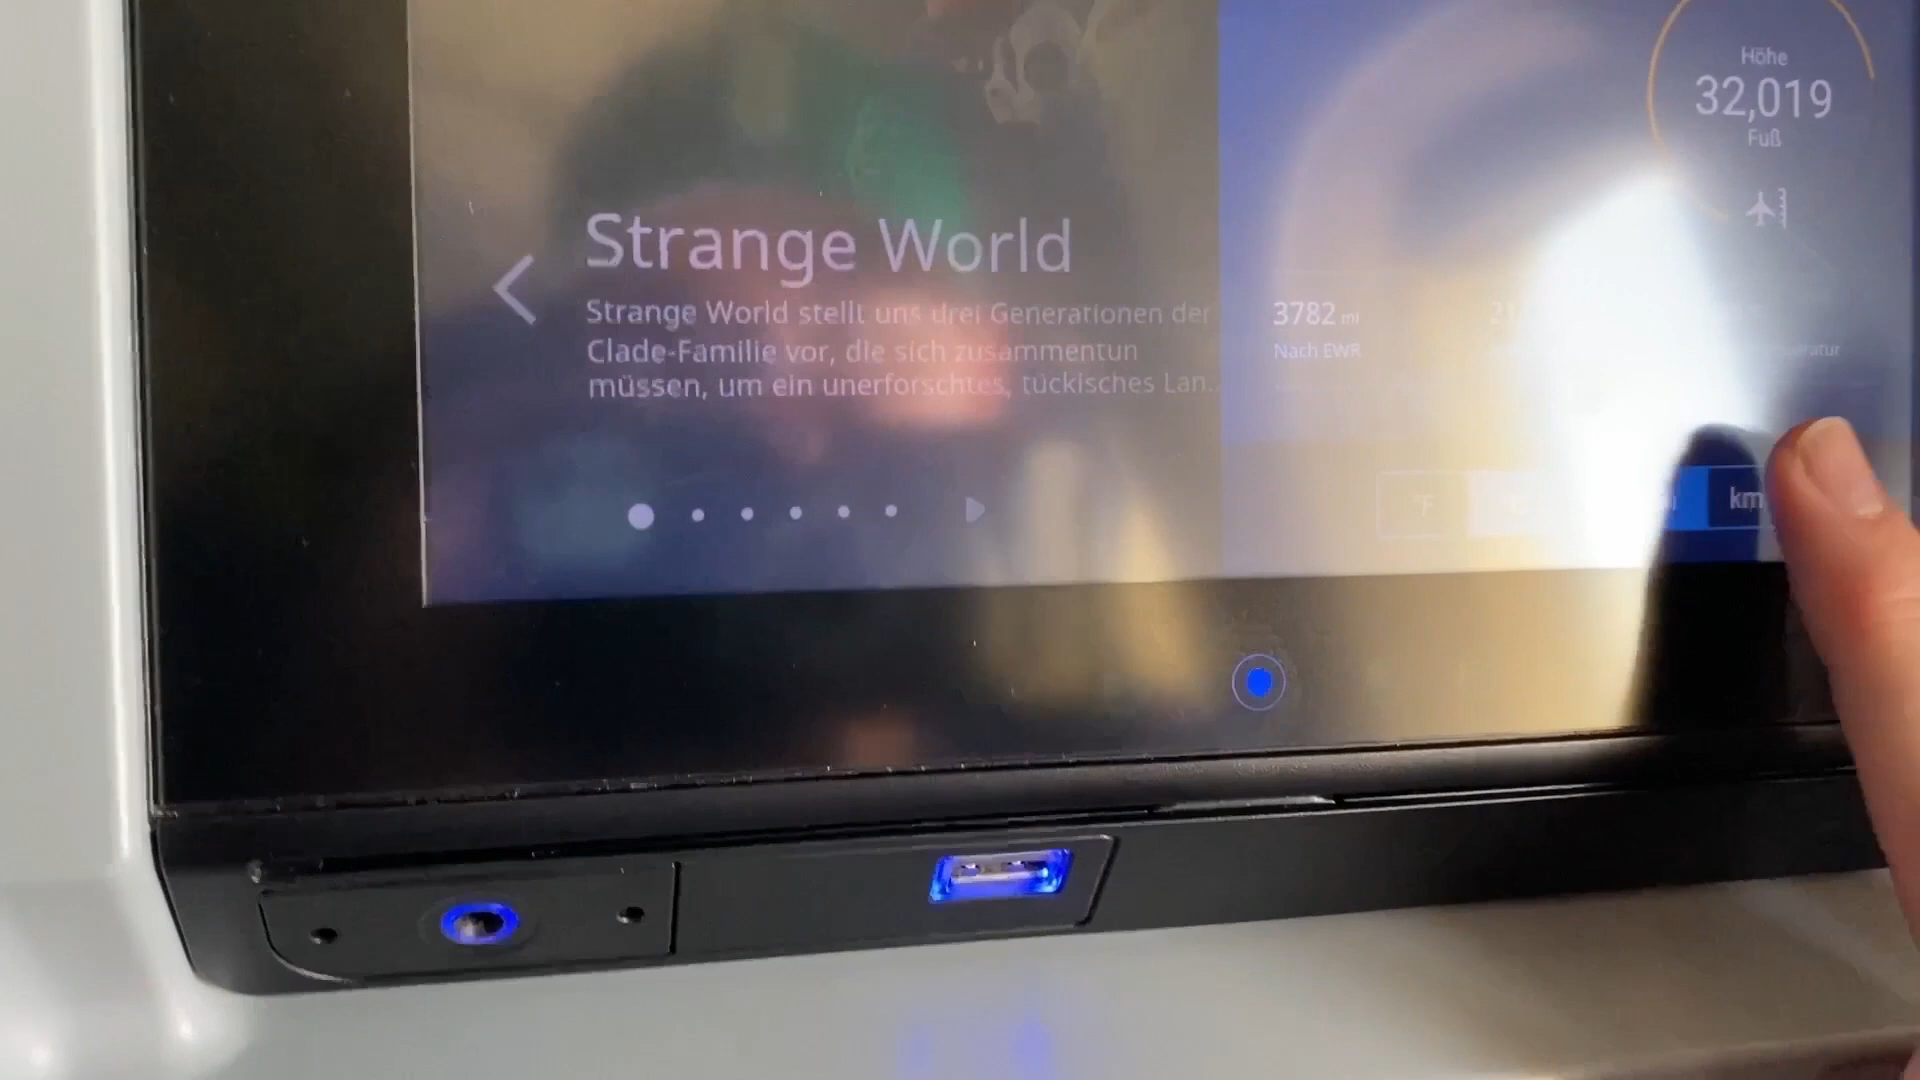 Höhe
32,019
Fuß
Strange World
Strange World stellt uns drei Generationen der
Clade-Familie vor, die sich zusammentun
müssen, um ein unerforschtes, tückisches Lan...
3782 mi
Nach EWR
°F
km